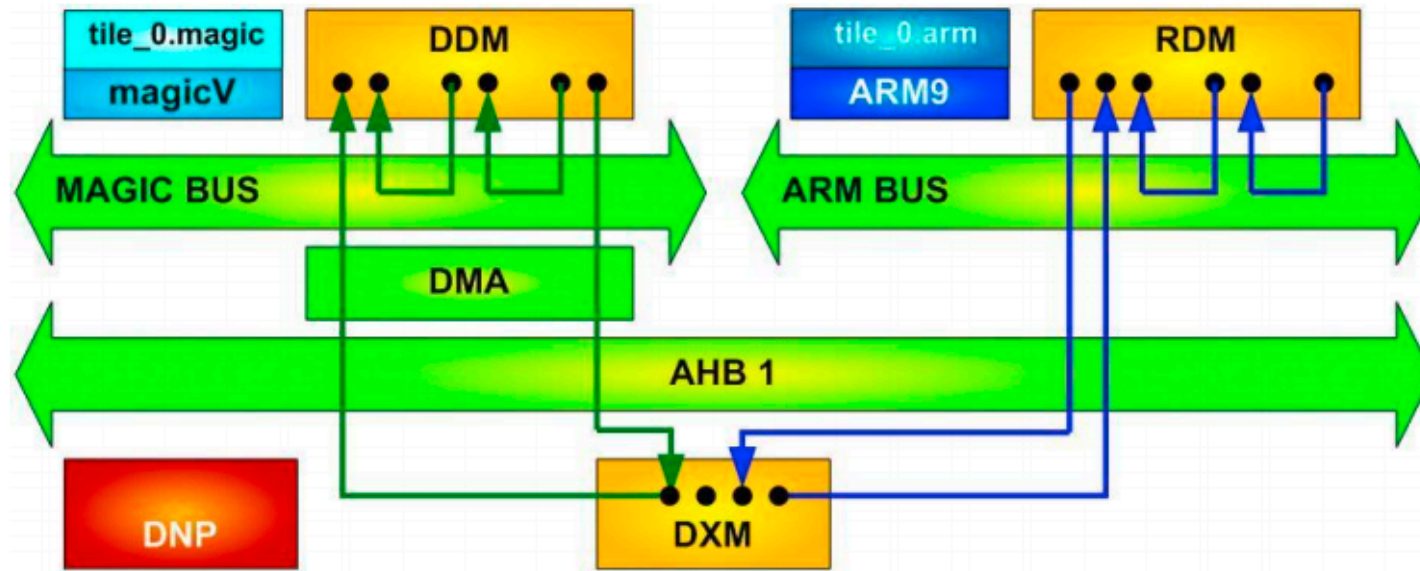 tile_0.magic
magicV
DDM
tile_0.arm
ARM9
RDM
MAGIC BUS
ARM BUS
DMA
AHB 1
DNP
DXM